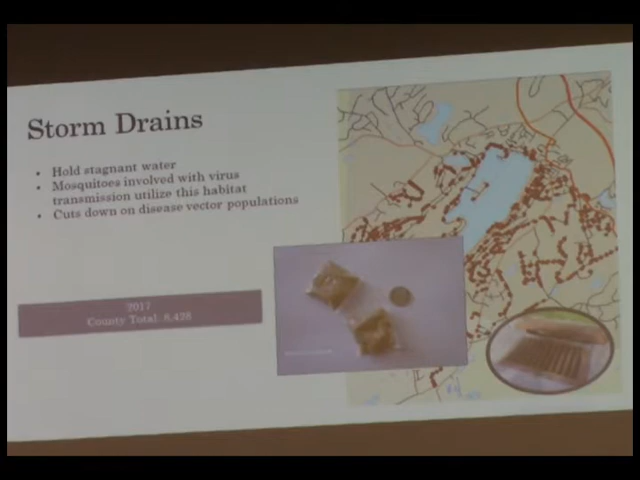 Storm Drains
• Hold stagnant water
• Mosquitoes involved with virus
transmission utilize this habitat
• Cuts down on disease vector populations
2017
County Total: 6,428